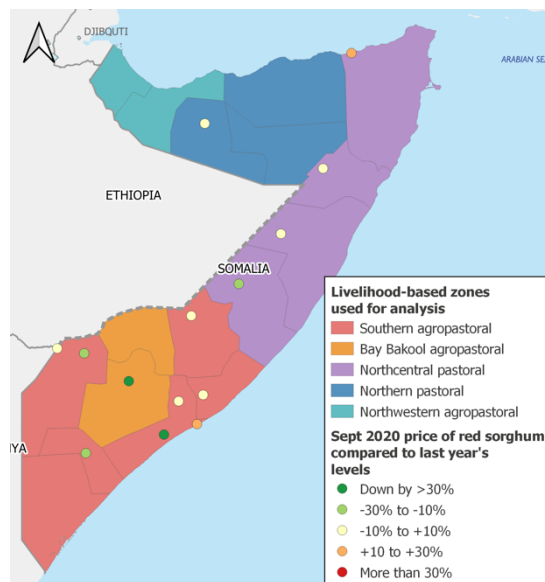 DJIBOUTI
ARABIAN SE
ETHIOPIA
SOMALIA
NYA
Livelihood-based zones
used for analysis
Southern agropastoral
Bay Bakool agropastoral
Northcentral pastoral
Northern pastoral
Northwestern agropastoral
Sept 2020 price of red sorghum
compared to last year's
levels
Down by >30%
-30% to -10%
-10% to +10%
+10 to +30%
More than 30%